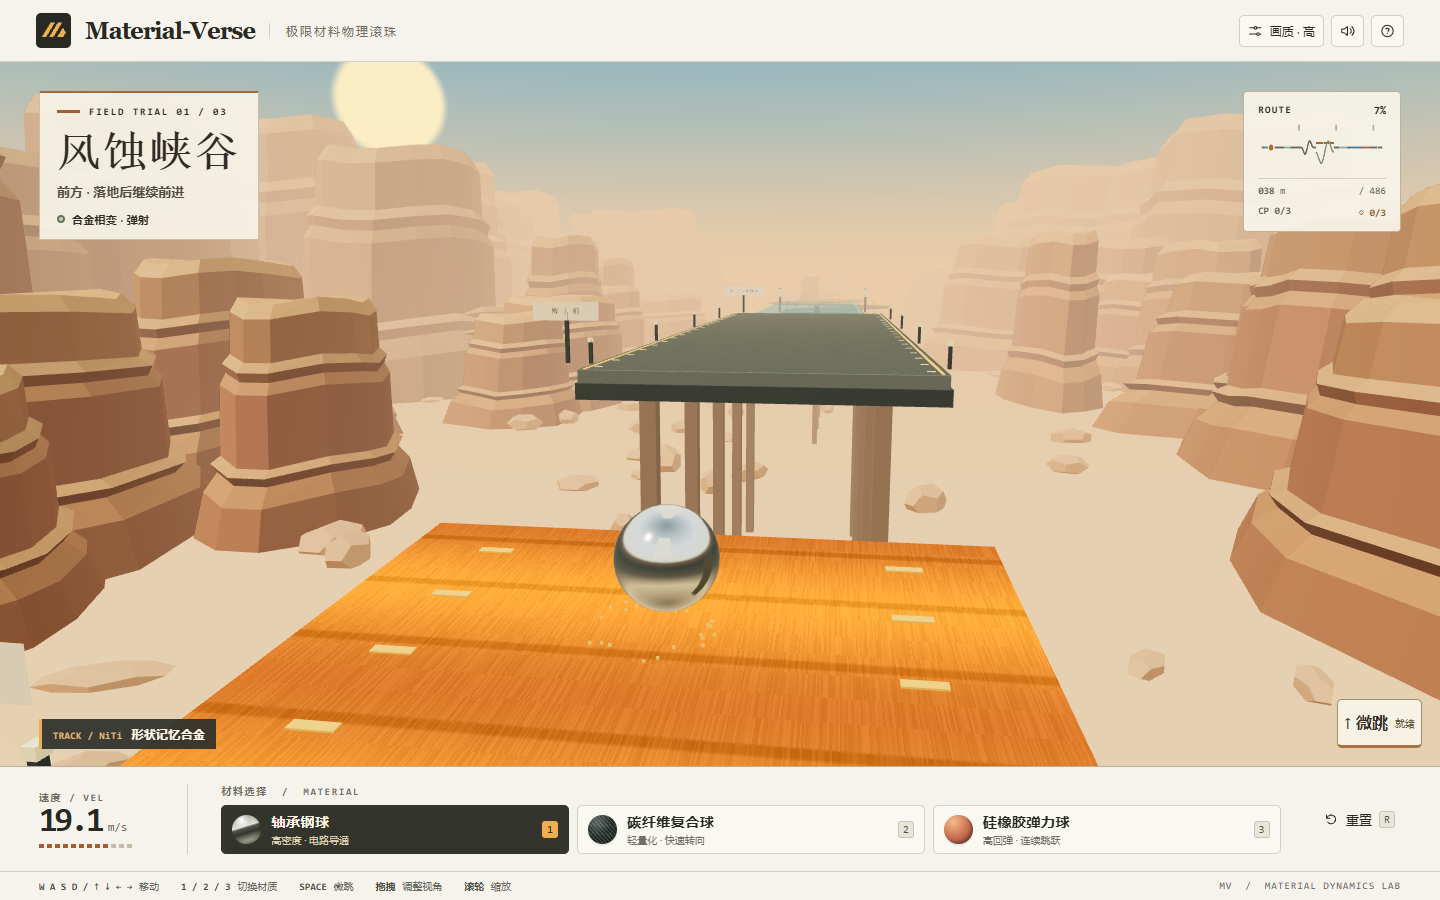 Material-Verse 极限材料物理滚珠
画质 · 高
FIELD TRIAL 01 / 03
风蚀峡谷
前方 · 落地后继续前进
合金相变 · 弹射
ROUTE 7%
038 m / 486
CP 0/3 ◇ 0/3
MV / 03
TRACK / NiTi 形状记忆合金
↑ 微跳 就绪
速度 / VEL
19.1 m/s
材料选择 / MATERIAL
轴承钢球
高密度 · 电路导通
1
碳纤维复合球
轻量化 · 快速转向
2
硅橡胶弹力球
高回弹 · 连续跳跃
3
重置 R
W A S D / ↑ ↓ ← → 移动 1 / 2 / 3 切换材质 SPACE 微跳 拖拽 调整视角 滚轮 缩放
MV / MATERIAL DYNAMICS LAB